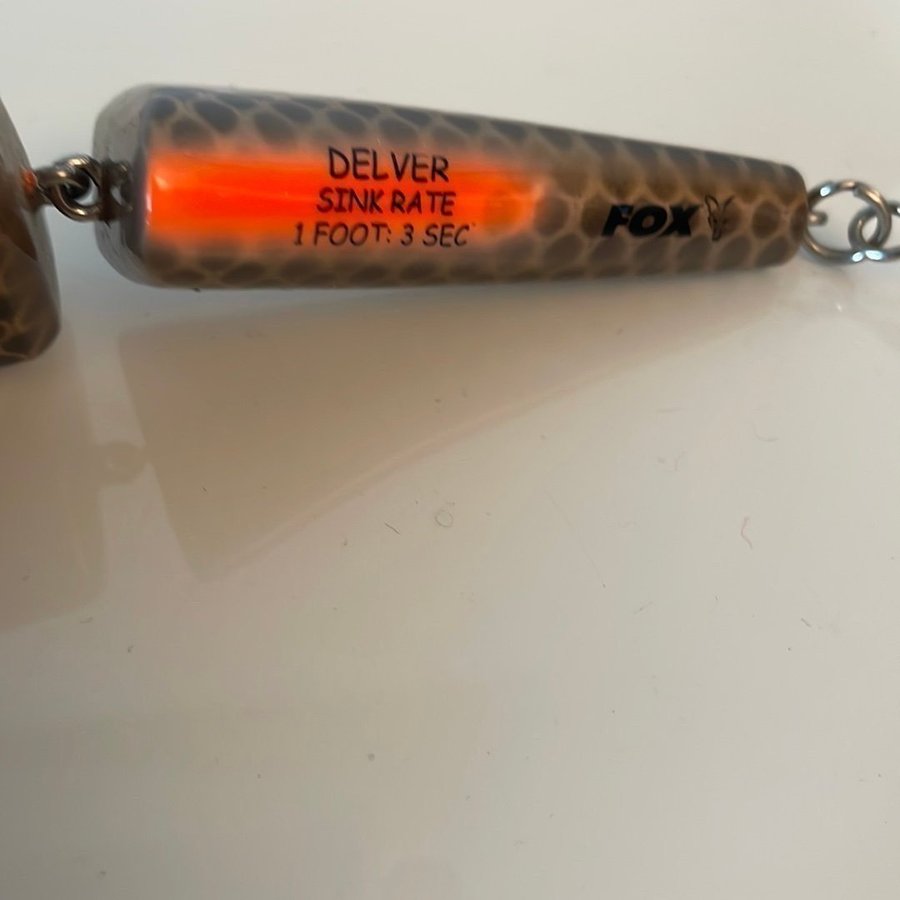 DELVER
SINK RATE
1 FOOT: 3 SEC
FOX